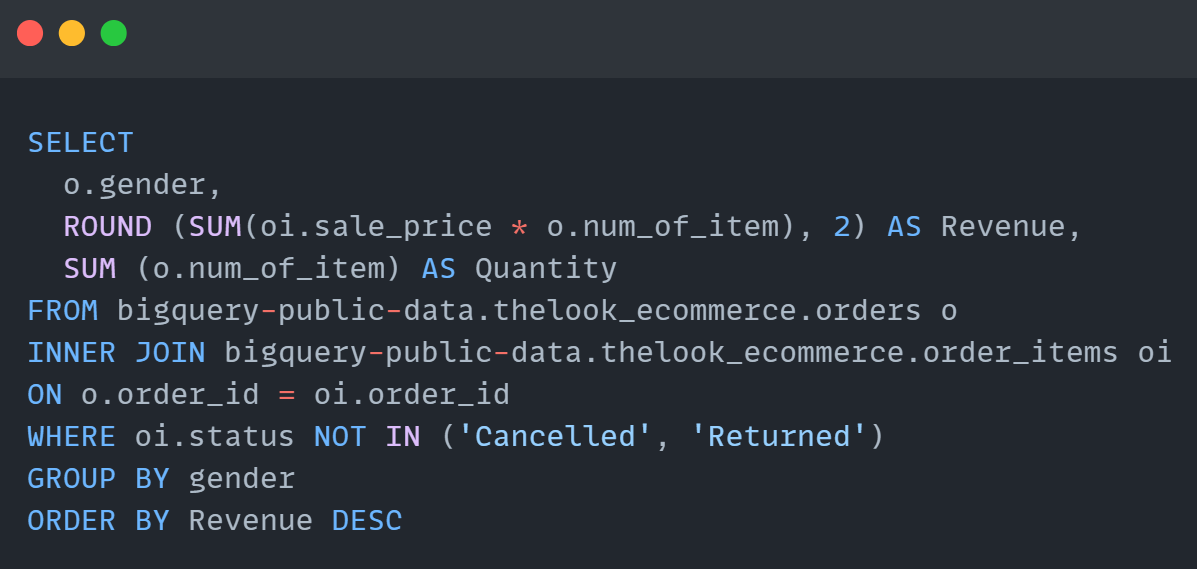 SELECT
  o.gender,
  ROUND (SUM(oi.sale_price * o.num_of_item), 2) AS Revenue,
  SUM (o.num_of_item) AS Quantity
FROM bigquery-public-data.thelook_ecommerce.orders o
INNER JOIN bigquery-public-data.thelook_ecommerce.order_items oi
ON o.order_id = oi.order_id
WHERE oi.status NOT IN ('Cancelled', 'Returned')
GROUP BY gender
ORDER BY Revenue DESC